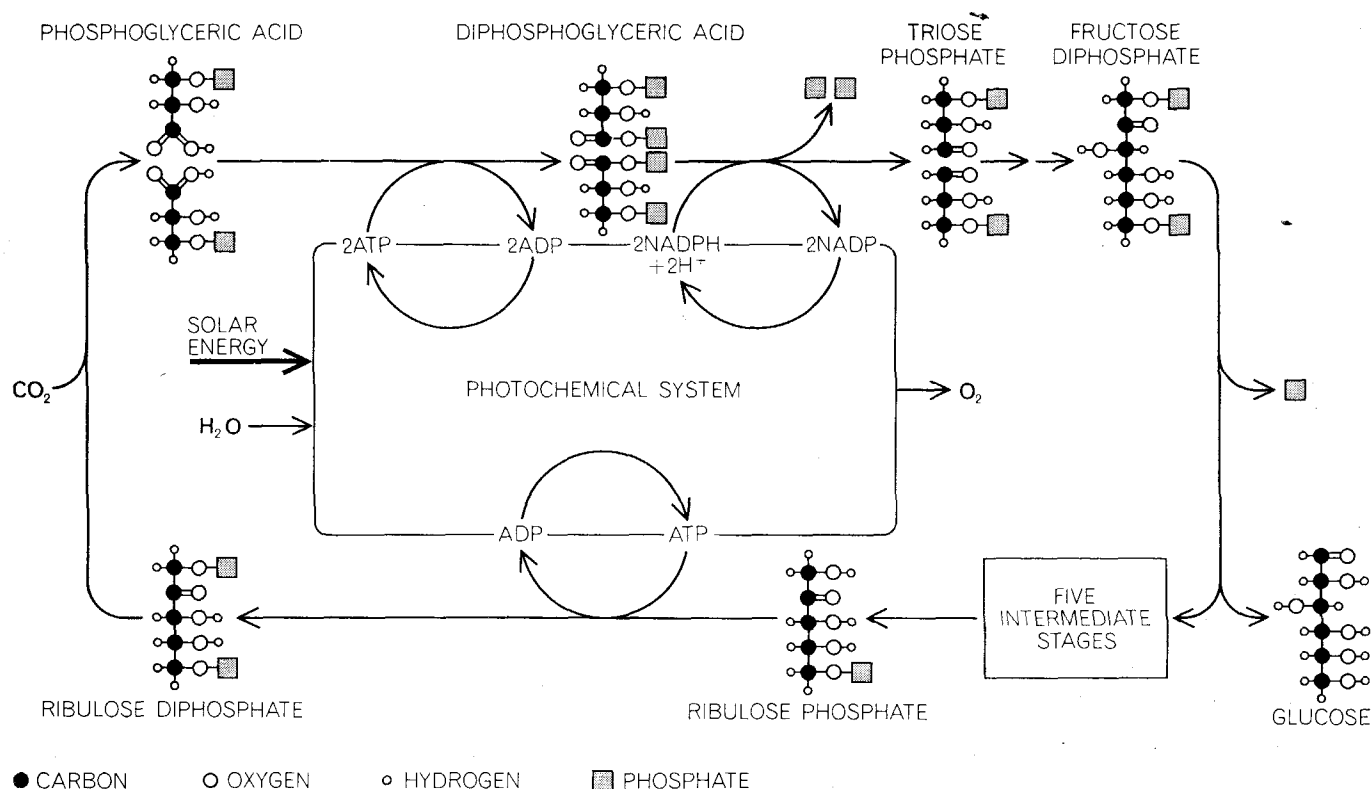 PHOSPHOGLYCERIC ACID
DIPHOSPHOGLYCERIC ACID
TRIOSE
PHOSPHATE
FRUCTOSE
DIPHOSPHATE
2ATP
2ADP
2NADPH
+2H+
2NADP
SOLAR
ENERGY
CO₂
PHOTOCHEMICAL SYSTEM
O₂
H₂O
ADP
ATP
FIVE
INTERMEDIATE
STAGES
RIBULOSE DIPHOSPHATE
RIBULOSE PHOSPHATE
GLUCOSE
CARBON
OXYGEN
HYDROGEN
PHOSPHATE